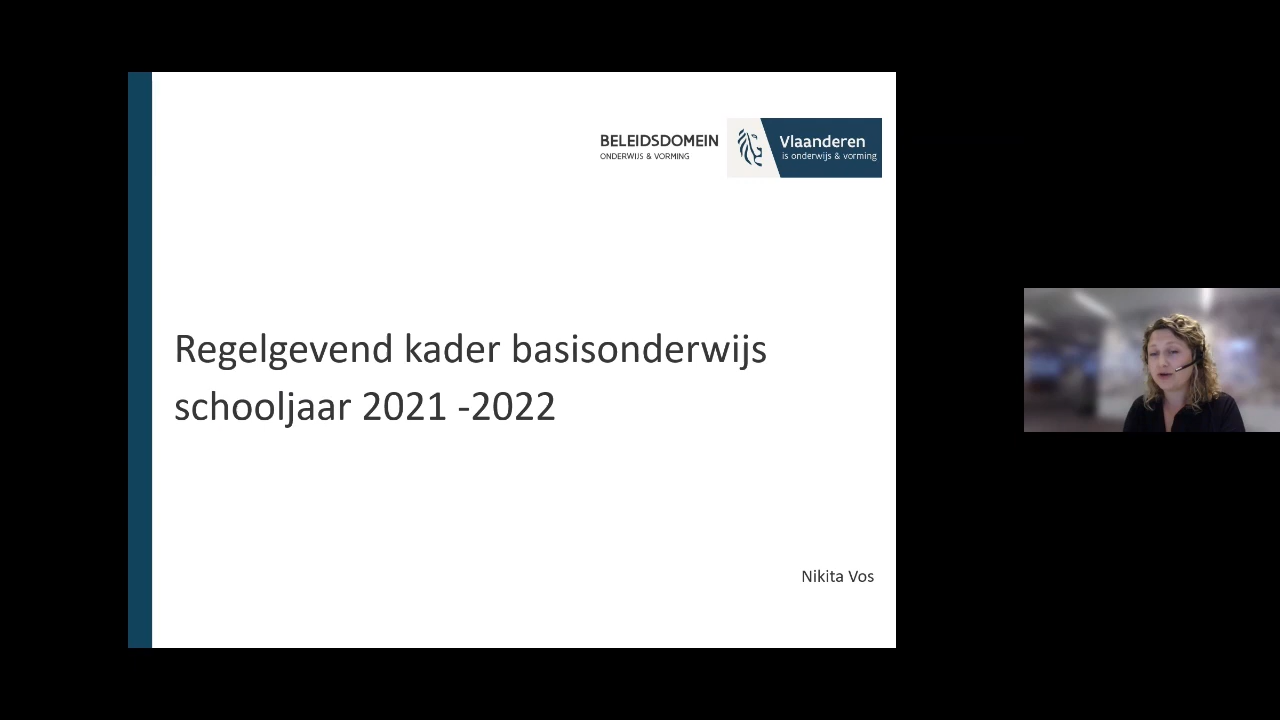 BELEIDSDOMEIN
ONDERWIJS & VORMING
Vlaanderen
is onderwijs & vorming
Regelgevend kader basisonderwijs
schooljaar 2021 -2022
Nikita Vos